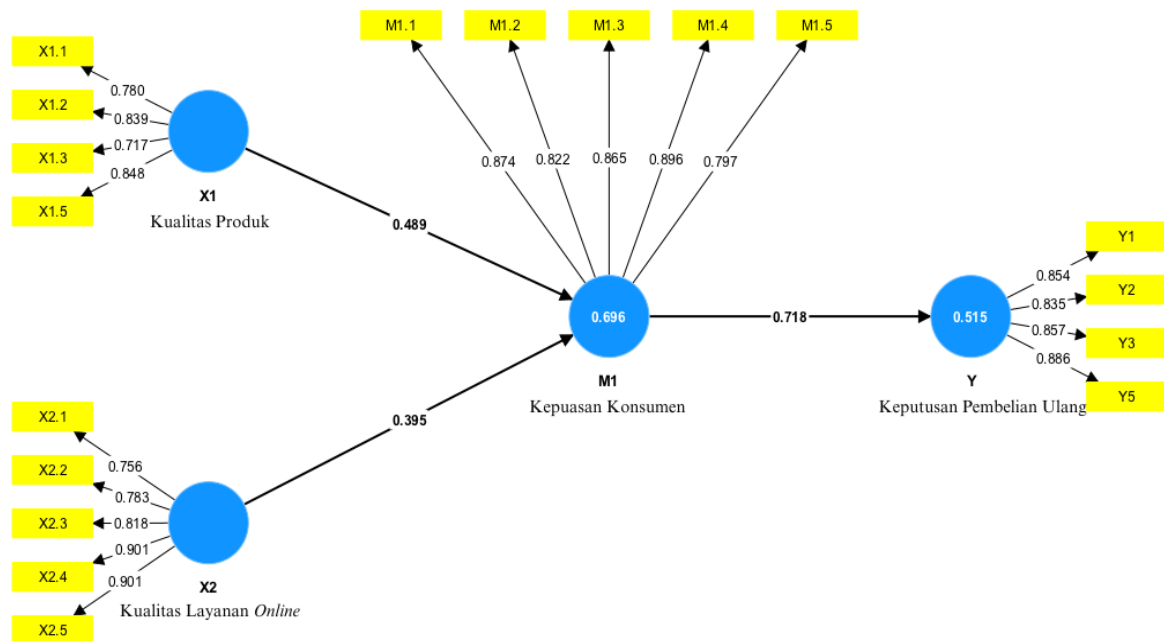 M1.1
M1.2
M1.3
M1.4
M1.5
X1.1
X1.2
X1.3
X1.5
0.780
0.839
0.717
0.848
X1
Kualitas Produk
0.874
0.822
0.865
0.896
0.797
0.489
0.696
M1
Kepuasan Konsumen
0.718
0.515
Y
Keputusan Pembelian Ulang
0.854
0.835
0.857
0.886
Y1
Y2
Y3
Y5
0.395
X2.1
X2.2
X2.3
X2.4
X2.5
0.756
0.783
0.818
0.901
0.901
X2
Kualitas Layanan Online